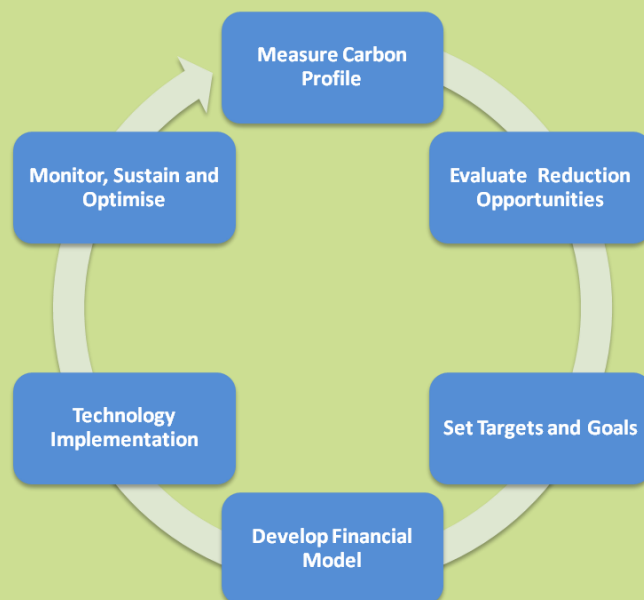 Measure Carbon
Profile
Evaluate Reduction
Opportunities
Set Targets and Goals
Develop Financial
Model
Technology
Implementation
Monitor, Sustain and
Optimise